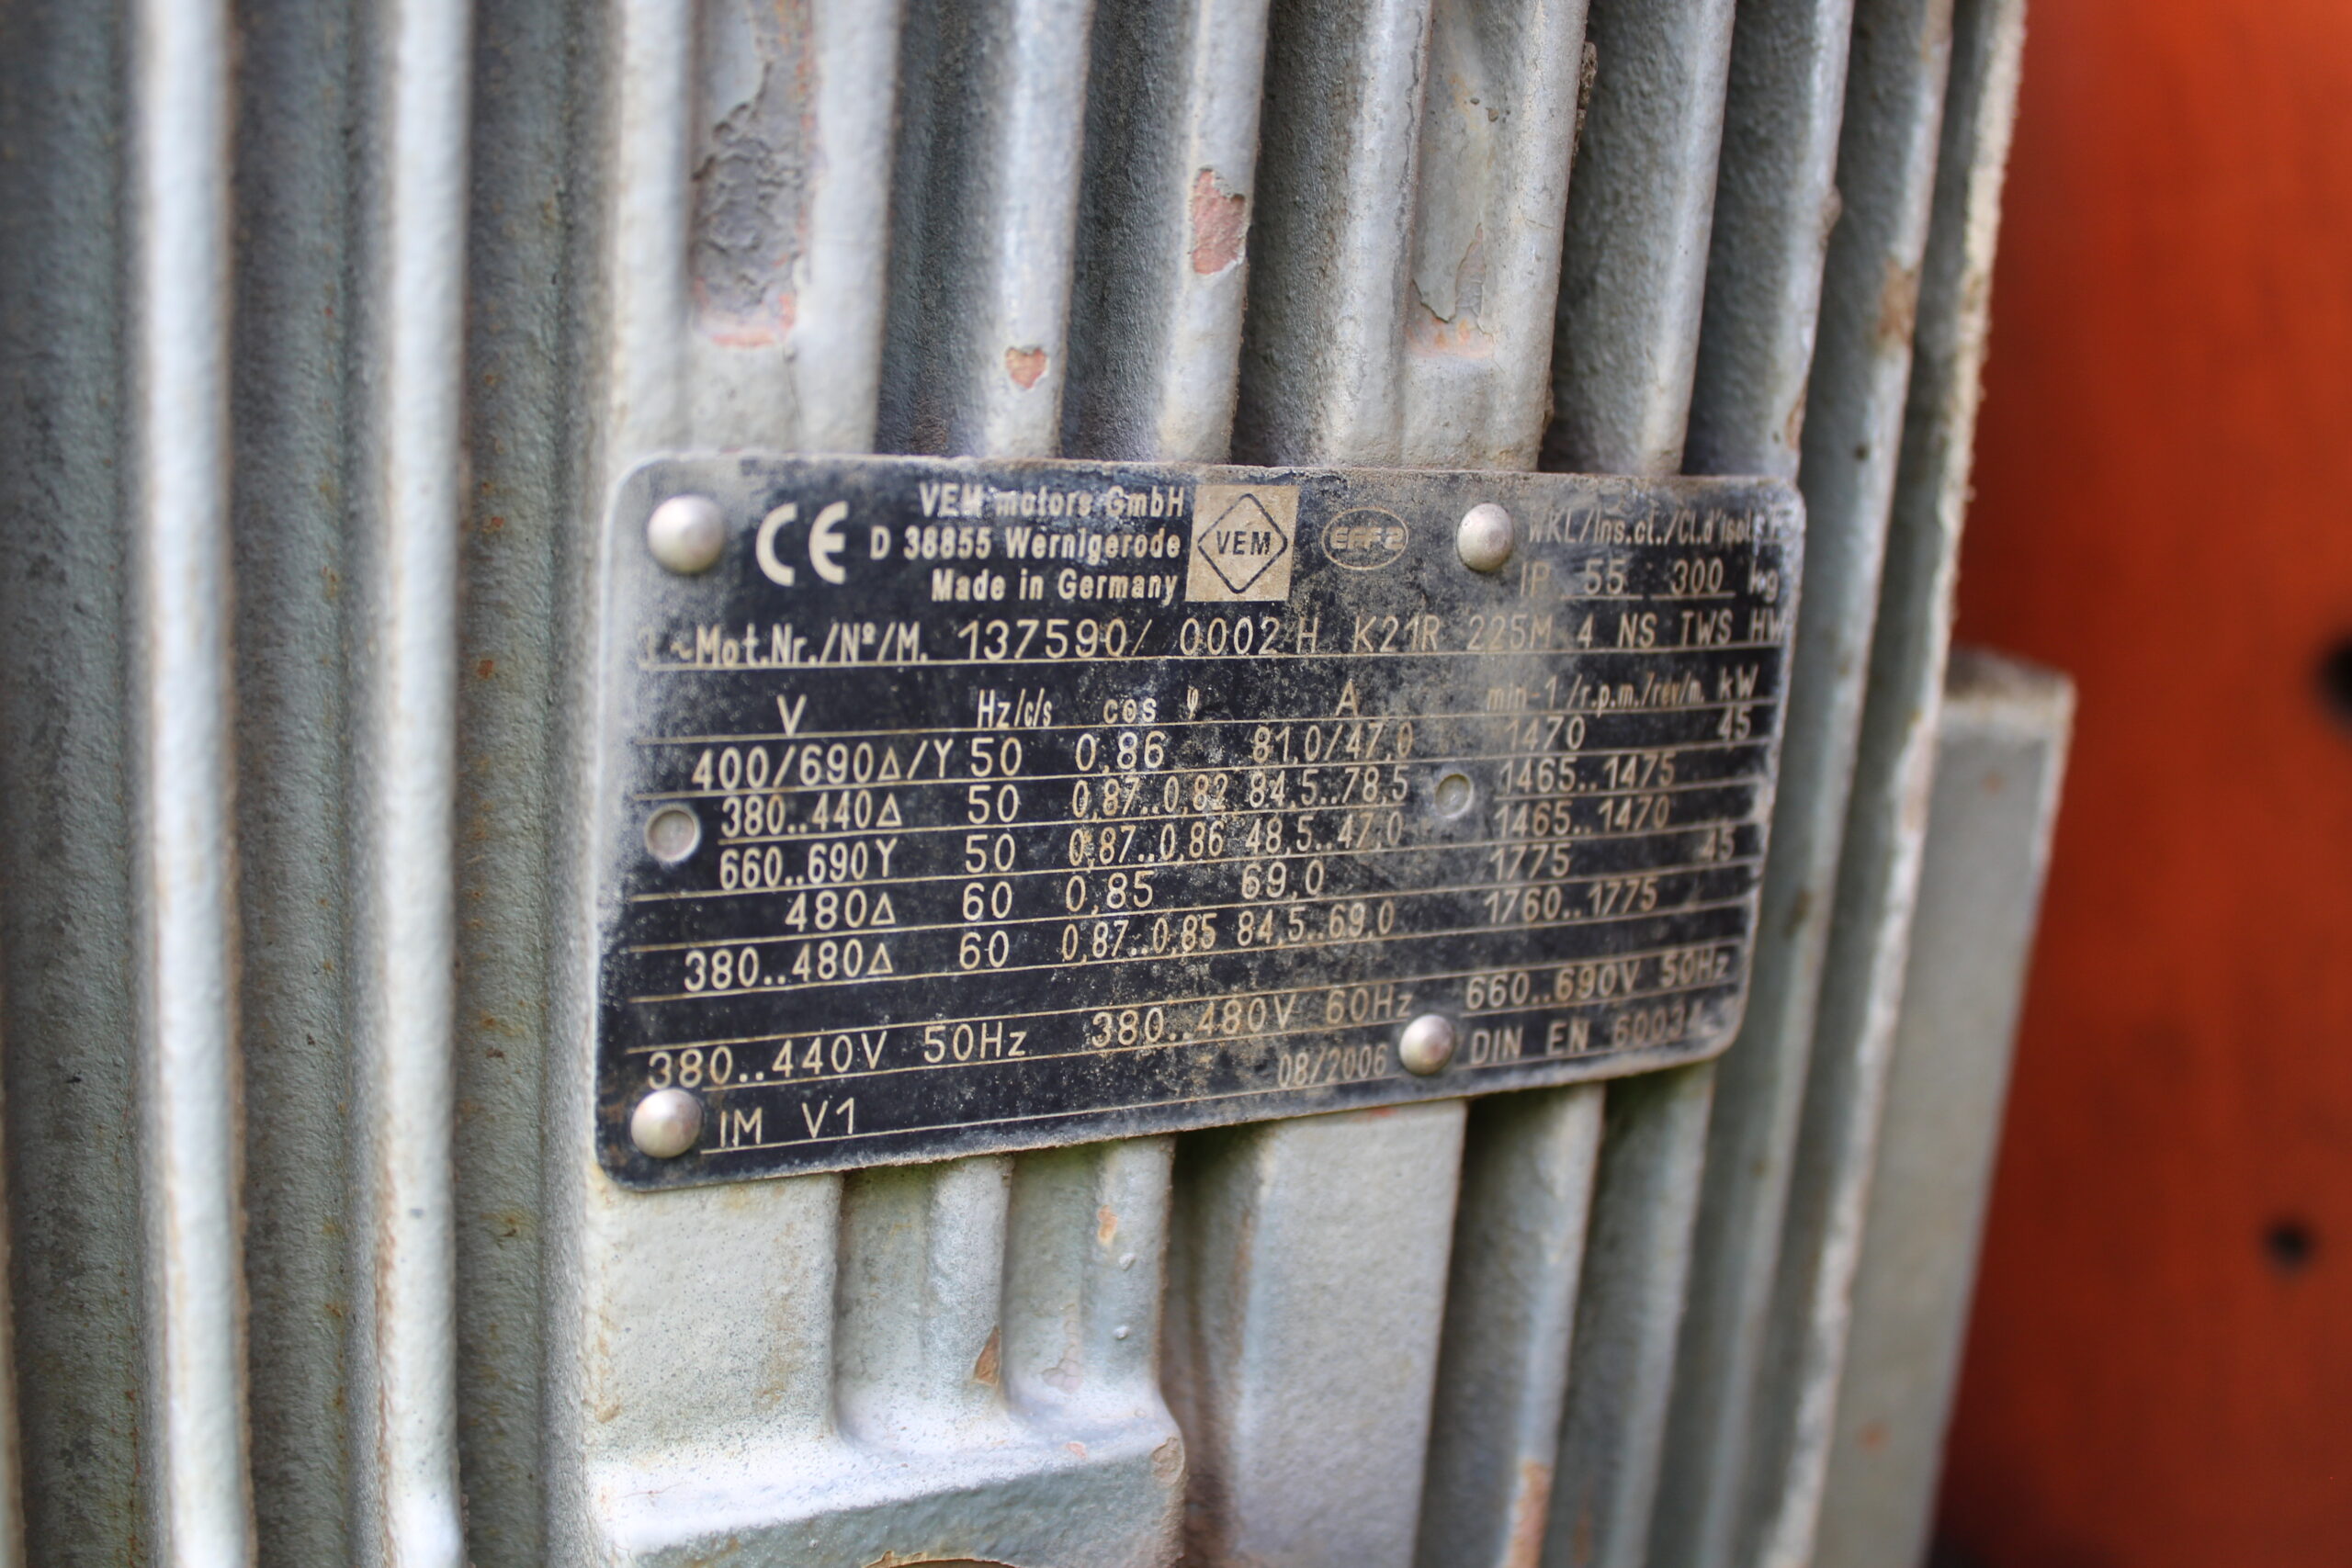 CE
VEM motors GmbH
D 38855 Wernigerode
Made in Germany
VEM
EFF2
WKL/Ins.cl./Cl.d'isol. F
IP 55 300 kg
3 ~Mot.Nr./Nº/M. 137590/ 0002 H K21R 225M 4 NS TWS HW
V Hz/c/s cos φ A min-1/r.p.m./rev/m. kW
400/690Δ/Y 50 0,86 81,0/47,0 1470 45
380..440Δ 50 0,87..0,82 84,5..78,5 1465..1475
660..690Y 50 0,87..0,86 48,5..47,0 1465..1470
480Δ 60 0,85 69,0 1775 45
380..480Δ 60 0,87..0,85 84,5..69,0 1760..1775
380..440V 50Hz 380..480V 60Hz 660..690V 50Hz
IM V1 08/2006 DIN EN 60034